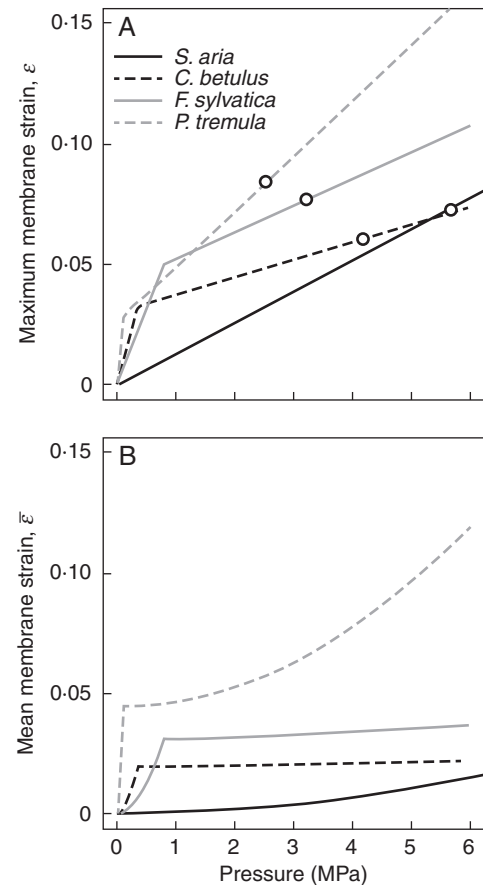 0·15
A
S. aria
C. betulus
F. sylvatica
P. tremula
0·10
0·05
0
Maximum membrane strain, ε
0·15
B
0·10
0·05
0
Mean membrane strain, ε̅
0 1 2 3 4 5 6
Pressure (MPa)